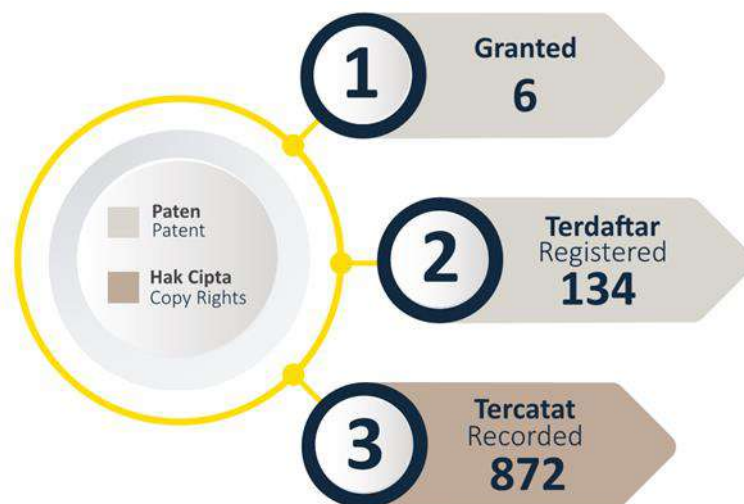 1
Granted
6
Paten
Patent
Hak Cipta
Copy Rights
2
Terdaftar
Registered
134
3
Tercatat
Recorded
872